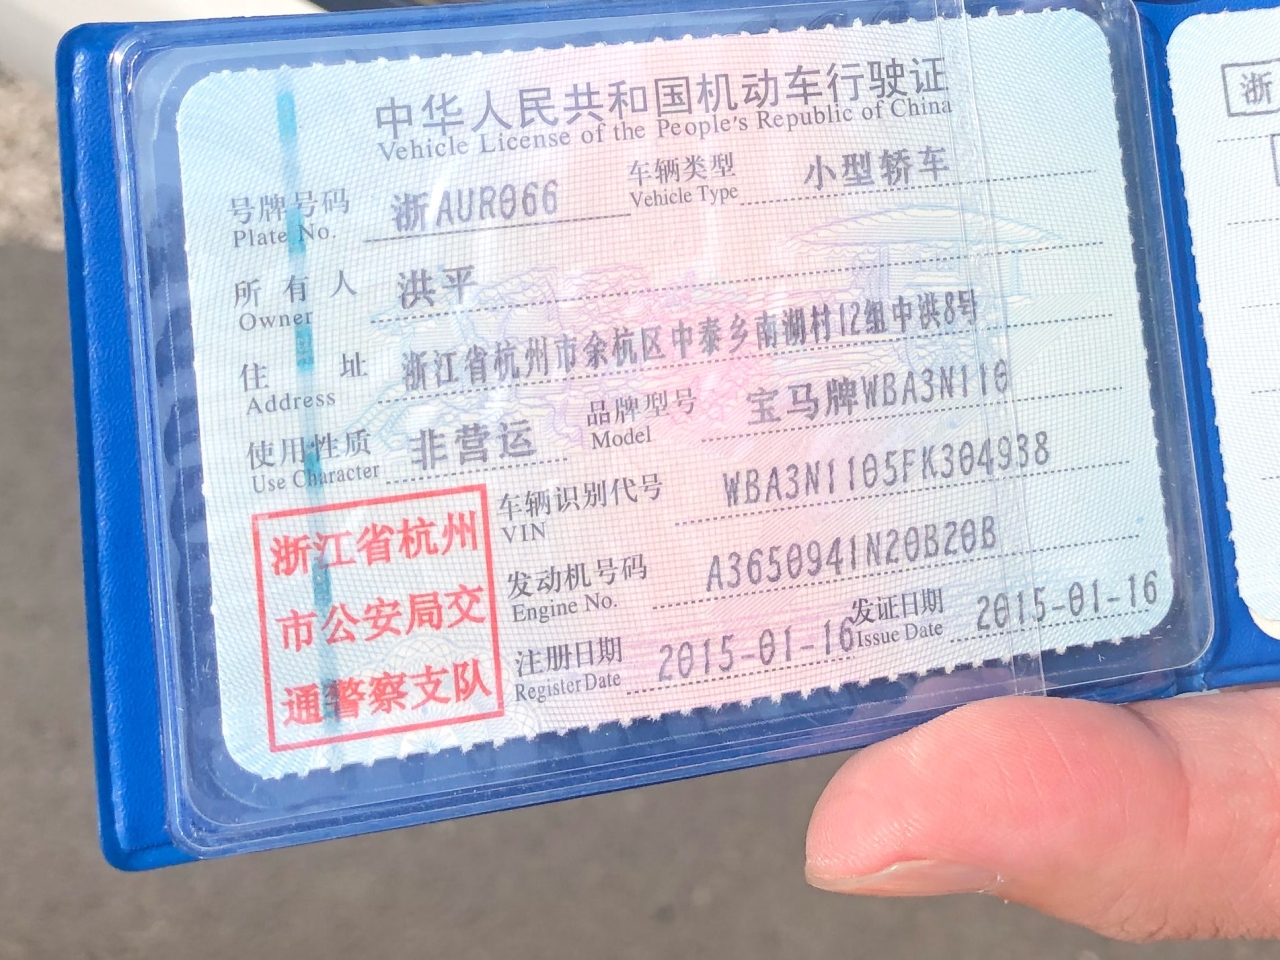 中华人民共和国机动车行驶证
Vehicle License of the People's Republic of China
号牌号码 浙AUR066 车辆类型 小型轿车
Plate No. Vehicle Type
所有人 洪平
Owner
住址 浙江省杭州市余杭区中泰乡南湖村12组中洪8号
Address
使用性质 非营运 品牌型号 宝马牌WBA3N110
Use Character Model
车辆识别代号 WBA3N1105FK304938
VIN
发动机号码 A3650941N20B20B
Engine No.
注册日期 2015-01-16 发证日期 2015-01-16
Register Date Issue Date
浙江省杭州
市公安局交
通警察支队
浙